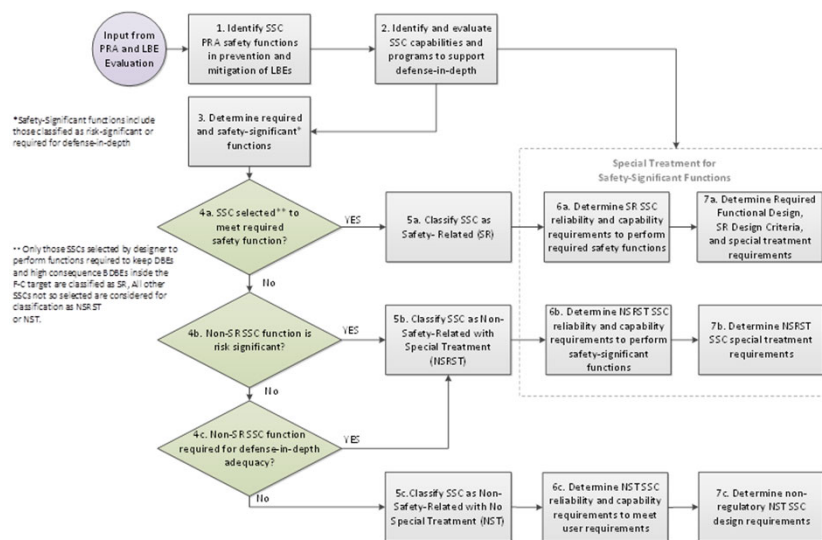 Input from
PRA and LBE
Evaluation
1. Identify SSC
PRA safety functions
in prevention and
mitigation of LBEs
2. Identify and evaluate
SSC capabilities and
programs to support
defense-in-depth
*Safety-Significant functions include
those classified as risk-significant or
required for defense-in-depth
3. Determine required
and safety-significant*
functions
Special Treatment for
Safety-Significant Functions
4a. SSC selected** to
meet required
safety function?
YES
5a. Classify SSC as
Safety- Related (SR)
6a. Determine SR SSC
reliability and capability
requirements to perform
required safety functions
7a. Determine Required
Functional Design,
SR Design Criteria,
and special treatment
requirements
** Only those SSCs selected by designer to
perform functions required to keep DBEs
and high consequence BDBEs inside the
F-C target are classified as SR, All other
SSCs not so selected are considered for
classification as NSRST
or NST.
No
4b. Non-SR SSC function is
risk significant?
YES
5b. Classify SSC as Non-
Safety-Related with
Special Treatment
(NSRST)
6b. Determine NSRST SSC
reliability and capability
requirements to perform
safety-significant
functions
7b. Determine NSRST
SSC special treatment
requirements
No
4c. Non-SR SSC function
required for defense-in-depth
adequacy?
YES
No
5c. Classify SSC as Non-
Safety-Related with No
Special Treatment (NST)
6c. Determine NST SSC
reliability and capability
requirements to meet
user requirements
7c. Determine non-
regulatory NST SSC
design requirements